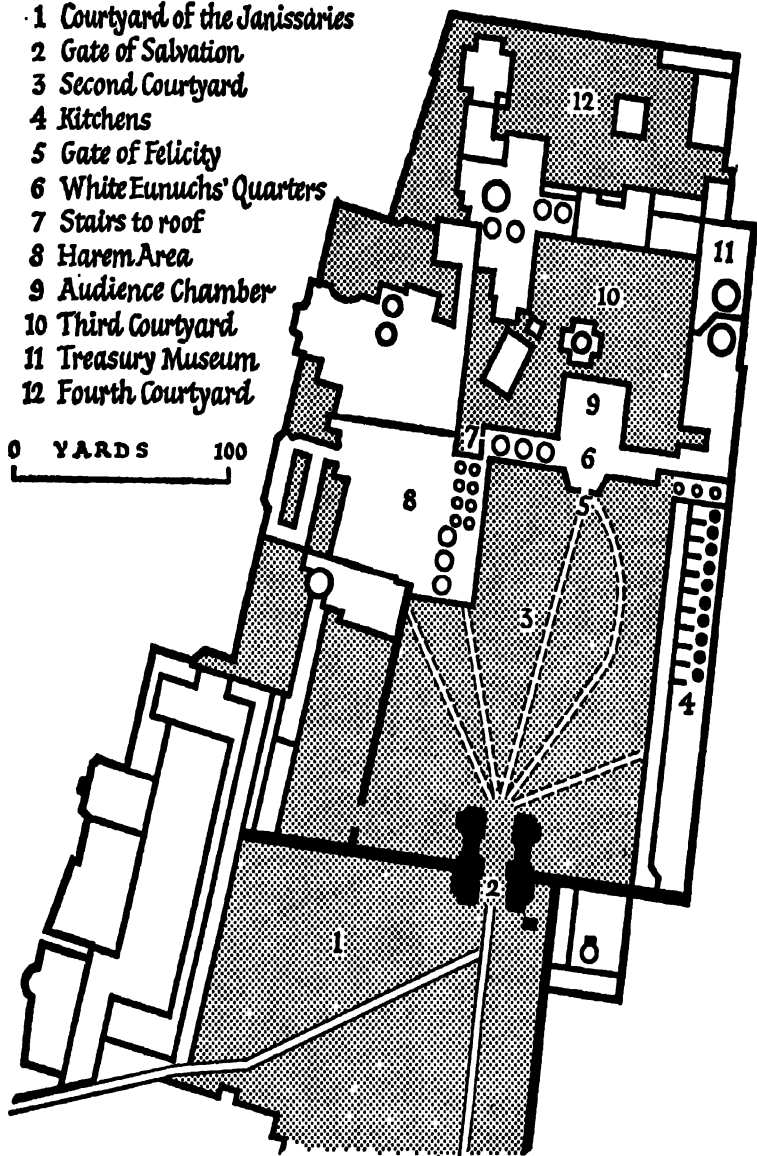 1 Courtyard of the Janissaries
2 Gate of Salvation
3 Second Courtyard
4 Kitchens
5 Gate of Felicity
6 White Eunuchs' Quarters
7 Stairs to roof
8 Harem Area
9 Audience Chamber
10 Third Courtyard
11 Treasury Museum
12 Fourth Courtyard
0 YARDS 100
12
11
10
9
7
6
8
5
3
4
2
1